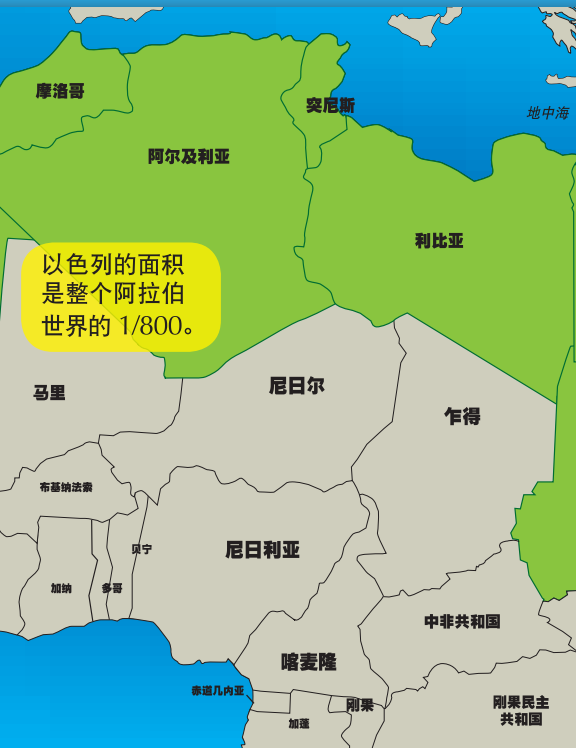 摩洛哥
突尼斯
地中海
阿尔及利亚
利比亚
以色列的面积
是整个阿拉伯
世界的 1/800。
马里
尼日尔
乍得
布基纳法索
贝宁
尼日利亚
加纳
多哥
中非共和国
喀麦隆
赤道几内亚
刚果
刚果民主
共和国
加蓬